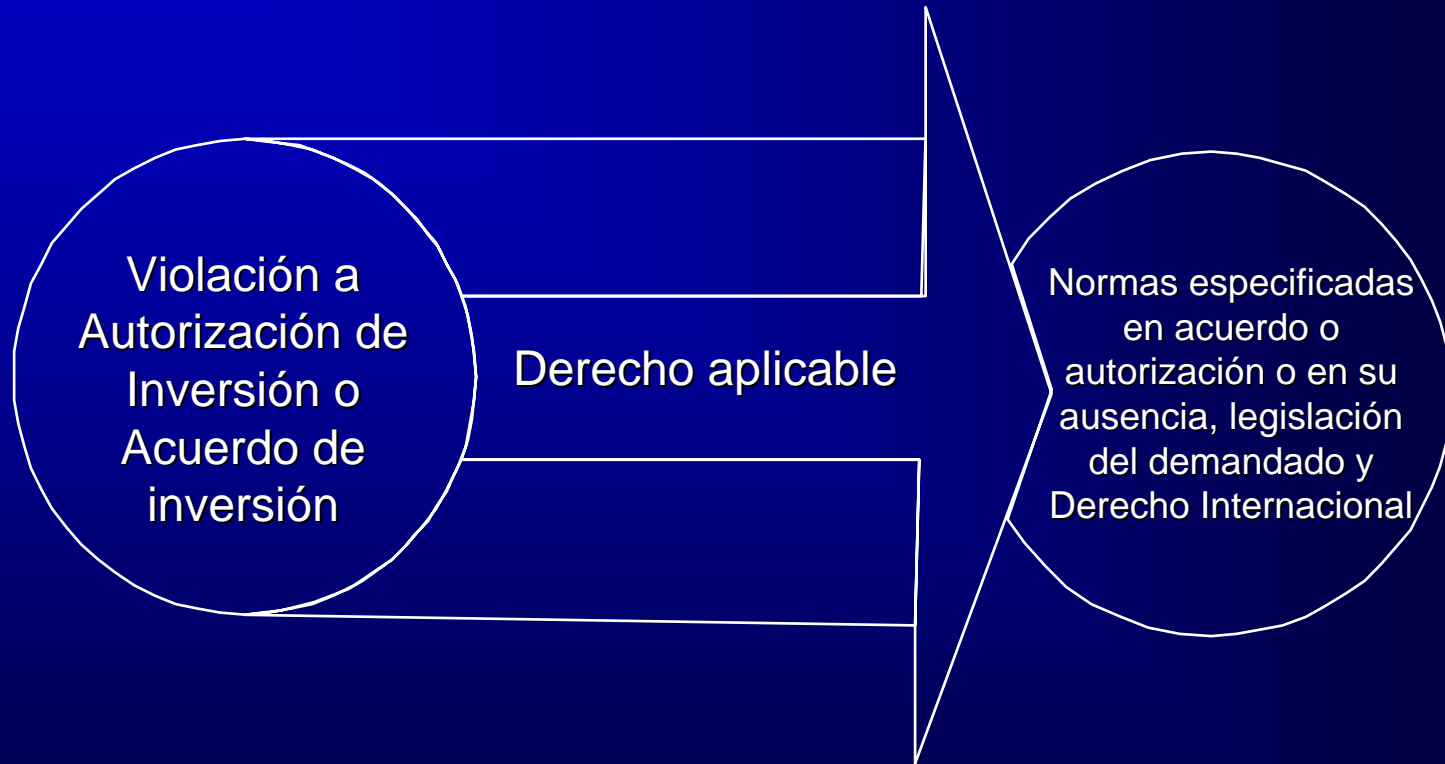 Violación a
Autorización de
Inversión o
Acuerdo de
inversión
Derecho aplicable
Normas especificadas
en acuerdo o
autorización o en su
ausencia, legislación
del demandado y
Derecho Internacional